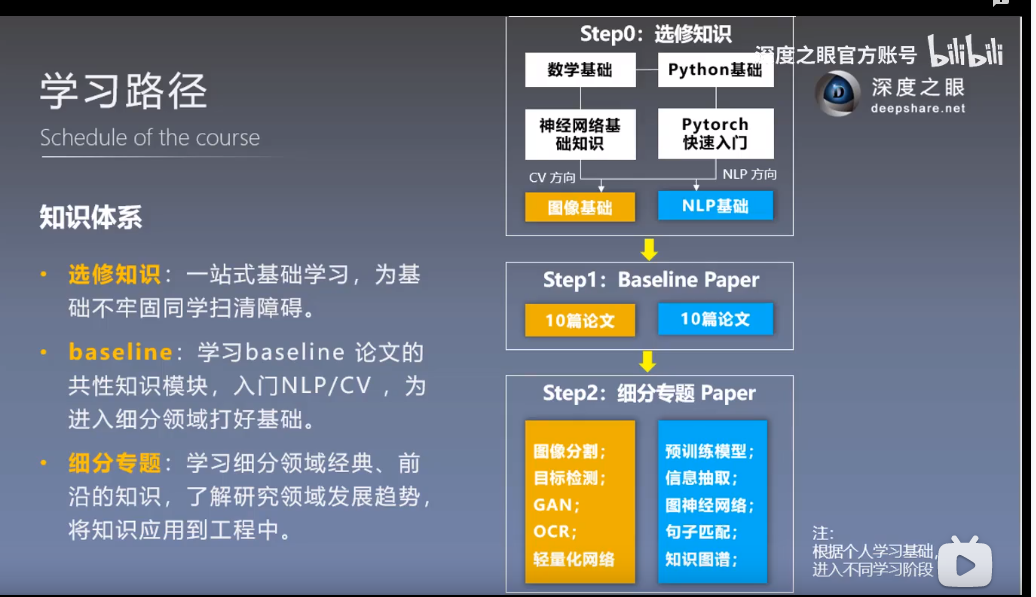 学习路径
Schedule of the course
知识体系
• 选修知识：一站式基础学习，为基
础不牢固同学扫清障碍。
• baseline：学习baseline 论文的
共性知识模块，入门NLP/CV ，为
进入细分领域打好基础。
• 细分专题：学习细分领域经典、前
沿的知识，了解研究领域发展趋势，
将知识应用到工程中。
Step0：选修知识
数学基础
Python基础
神经网络基
础知识
Pytorch
快速入门
CV 方向
NLP 方向
图像基础
NLP基础
Step1：Baseline Paper
10篇论文
10篇论文
Step2：细分专题 Paper
图像分割；
目标检测；
GAN；
OCR；
轻量化网络
预训练模型；
信息抽取；
图神经网络；
句子匹配；
知识图谱；
深度之眼官方账号 bilibili
深度之眼
deepshare.net
注：
根据个人学习基础，
进入不同学习阶段